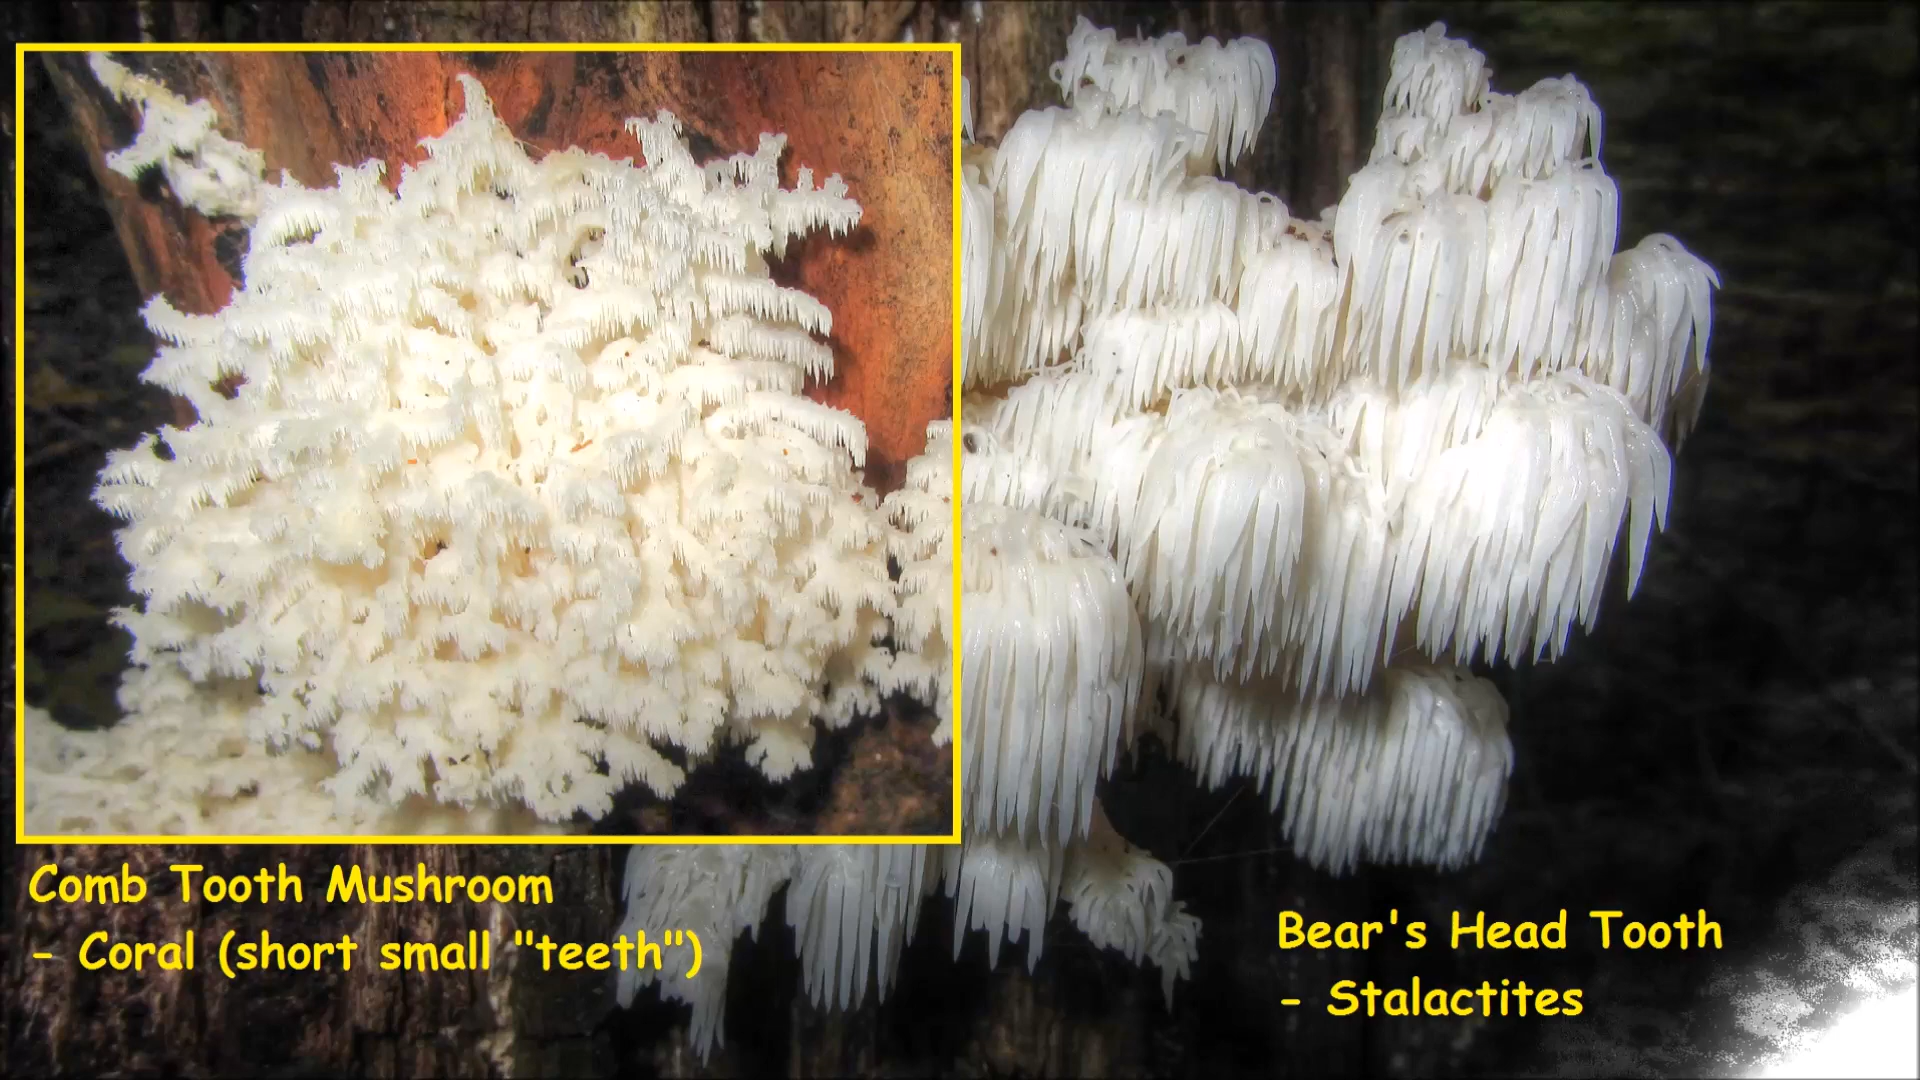 Comb Tooth Mushroom
- Coral (short small "teeth")
Bear's Head Tooth
- Stalactites